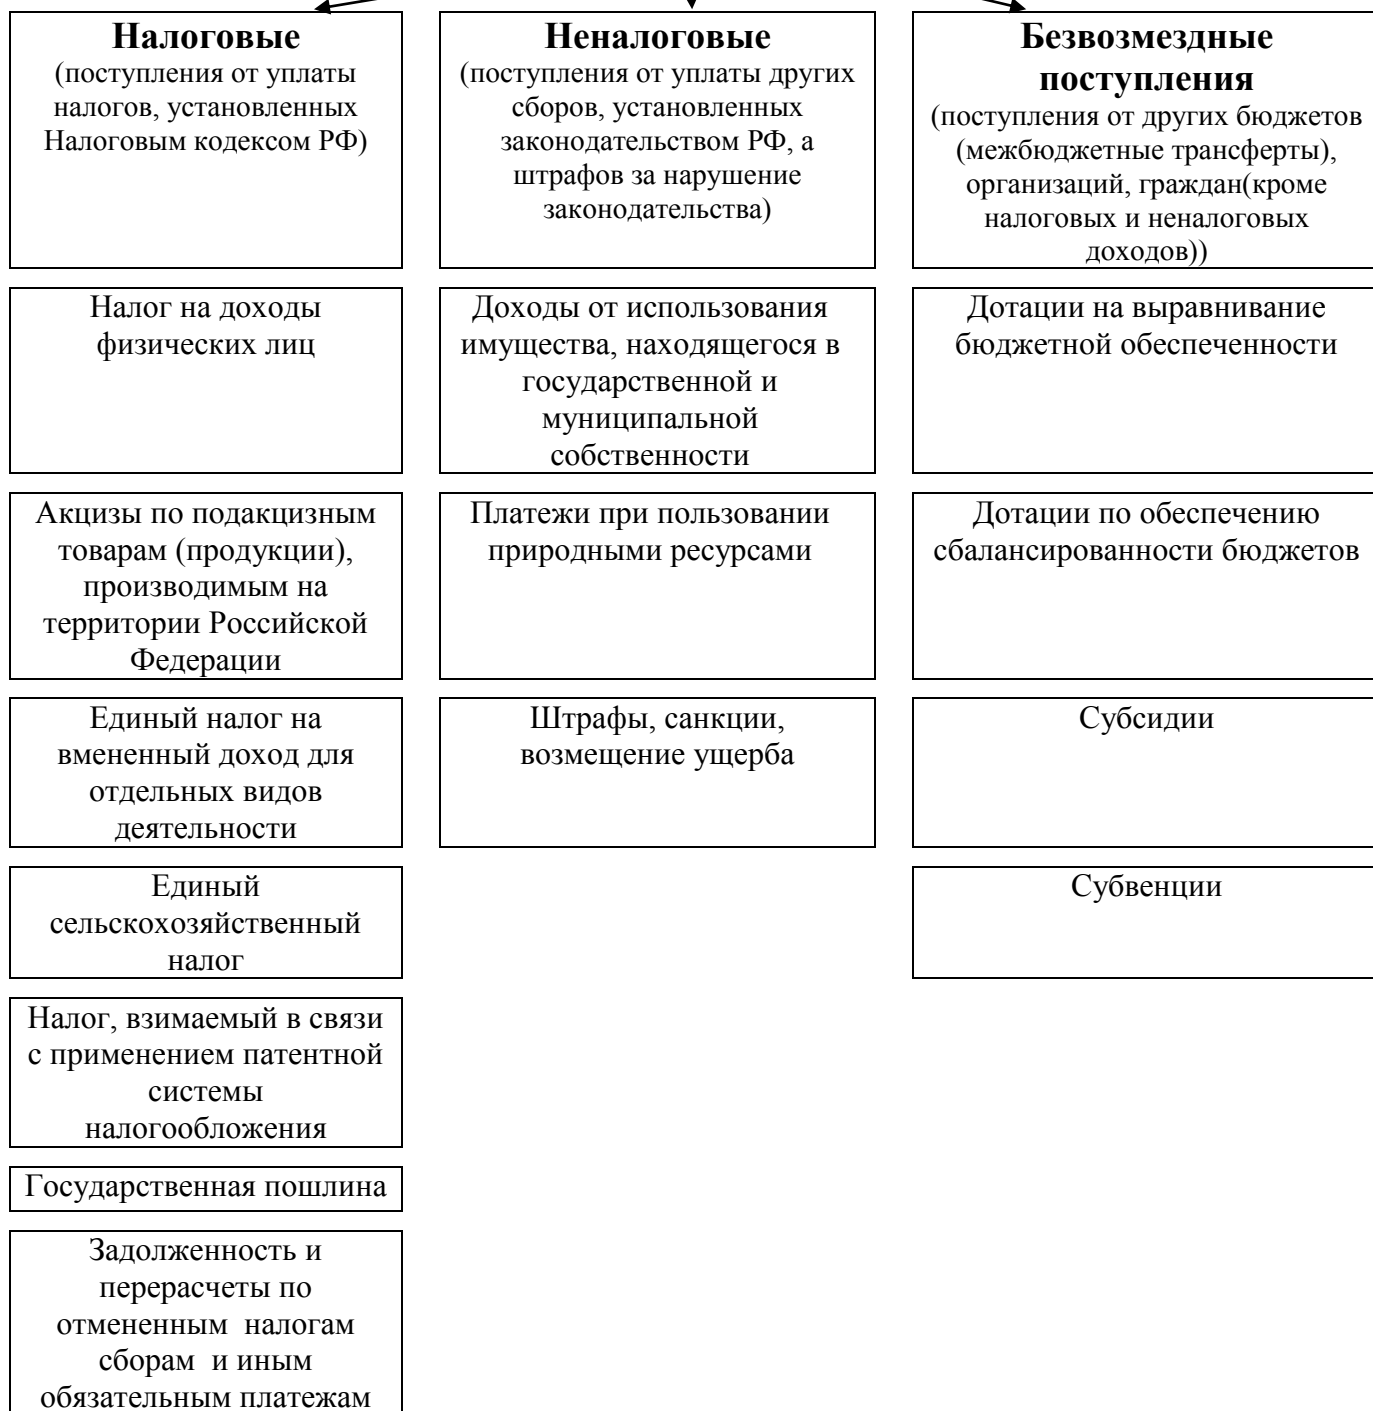 Налоговые
(поступления от уплаты
налогов, установленных
Налоговым кодексом РФ)
Неналоговые
(поступления от уплаты других
сборов, установленных
законодательством РФ, а
штрафов за нарушение
законодательства)
Безвозмездные
поступления
(поступления от других бюджетов
(межбюджетные трансферты),
организаций, граждан(кроме
налоговых и неналоговых
доходов))
Налог на доходы
физических лиц
Доходы от использования
имущества, находящегося в
государственной и
муниципальной
собственности
Дотации на выравнивание
бюджетной обеспеченности
Акцизы по подакцизным
товарам (продукции),
производимым на
территории Российской
Федерации
Платежи при пользовании
природными ресурсами
Дотации по обеспечению
сбалансированности бюджетов
Единый налог на
вмененный доход для
отдельных видов
деятельности
Штрафы, санкции,
возмещение ущерба
Субсидии
Единый
сельскохозяйственный
налог
Субвенции
Налог, взимаемый в связи
с применением патентной
системы
налогообложения
Государственная пошлина
Задолженность и
перерасчеты по
отмененным  налогам
сборам  и иным
обязательным платежам